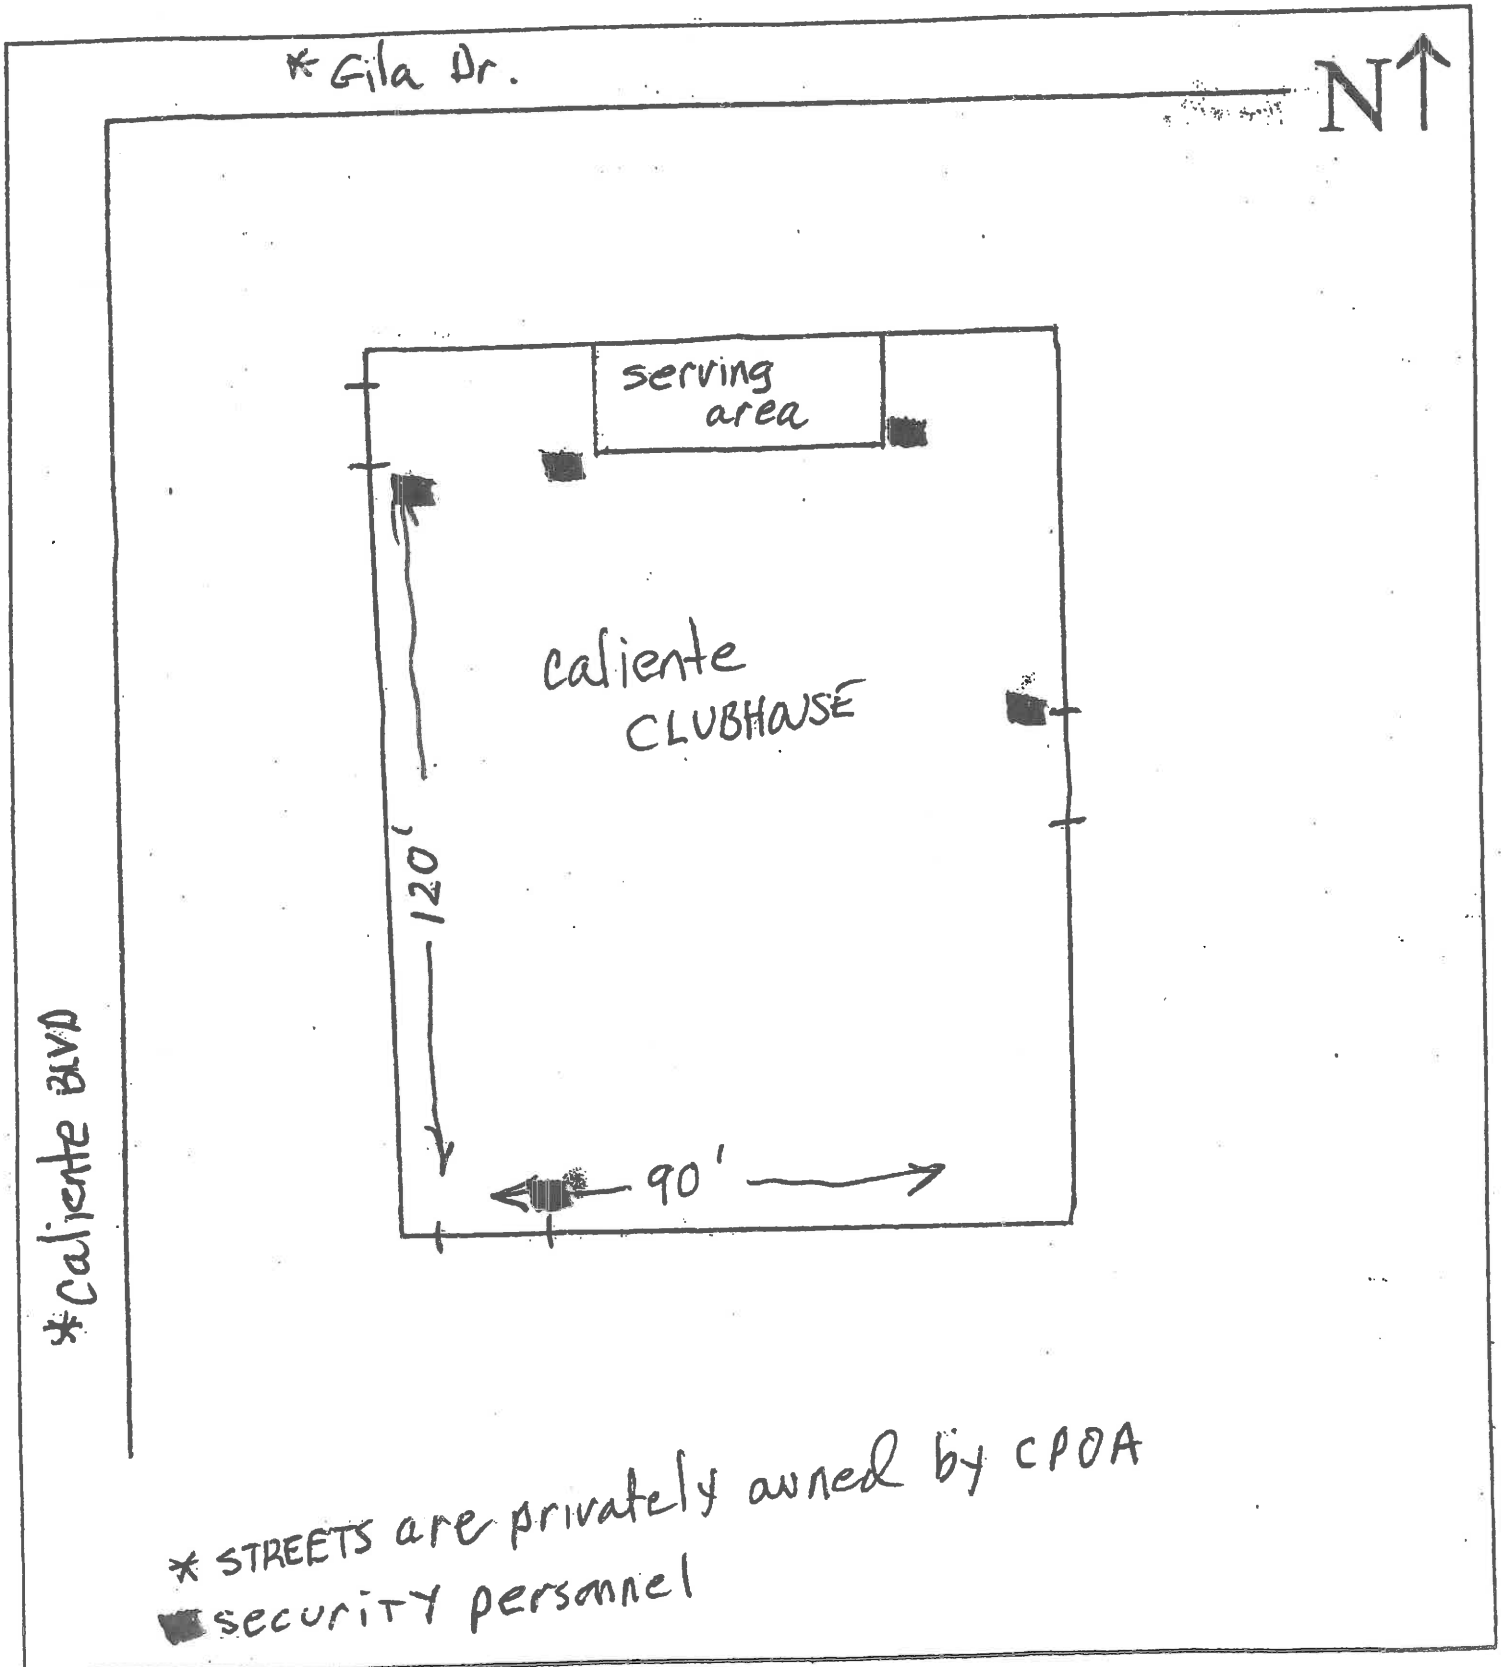 * Gila Dr.
N
serving
area
caliente
CLUBHOUSE
120'
90'
*Caliente BLVD
* STREETS are privately owned by CPOA
security personnel